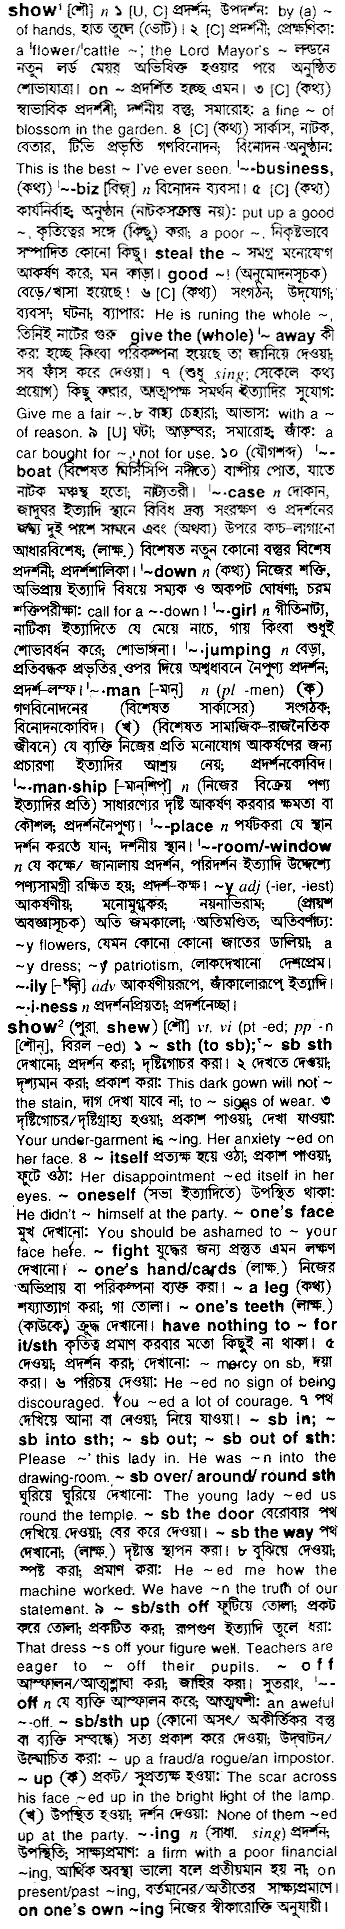 show¹ [শৌ] n ১ [U, C] প্রদর্শন; উপদর্শন: by (a) ~
of hands, হাত তুলে (ভোট)। ২ [C] প্রদর্শনী; প্রেক্ষণিকা:
a 'flower/'cattle ~; the Lord Mayor's ~ লন্ডনে
নতুন লর্ড মেয়র অভিষিক্ত হওয়ার পরে অনুষ্ঠিত
শোভাযাত্রা। on ~ প্রদর্শিত হচ্ছে এমন। ৩ [C] (কথ্য)
স্বাভাবিক প্রদর্শনী; দর্শনীয় বস্তু; সমারোহ: a fine ~ of
blossom in the garden. ৪ [C] (কথ্য) সার্কাস, নাটক,
বেতার, টিভি প্রভৃতি গণবিনোদন; বিনোদন-অনুষ্ঠান:
This is the best ~ I've ever seen. '~-business,
(কথ্য) '~-biz [বিজ়] n বিনোদন ব্যবসা। ৫ [C] (কথ্য)
কার্যনির্বাহ, অনুষ্ঠান (নাটকসংক্রান্ত নয়): put up a good
~, কৃতিত্বের সঙ্গে (কিছু) করা; a poor ~, নিকৃষ্টভাবে
সম্পাদিত কোনো কিছু। steal the ~ সমগ্র মনোযোগ
আকর্ষণ করে, মন কাড়া। good ~! (অনুমোদনসূচক)
বেড়ে/খাসা হয়েছে! ৬ [C] (কথ্য) সংগঠন; উদ্যোগ;
ব্যবসা; ঘটনা; ব্যাপার: He is runing the whole ~,
তিনিই নাটের গুরু give the (whole) '~ away কী
করা হচ্ছে কিংবা পরিকল্পনা হয়েছে তা জানিয়ে দেওয়া;
সব ফাঁস করে দেওয়া। ৭ (শুধু sing; সেকেলে কথ্য
প্রয়োগ) কিছু করার, আত্মপক্ষ সমর্থন ইত্যাদির সুযোগ:
Give me a fair ~. ৮ বাহ্য চেহারা; আভাস: with a ~
of reason. ৯ [U] ঘটা, আড়ম্বর; সমারোহ, জাঁক: a
car bought for ~, not for use. ১০ (যৌগশব্দ) '~-
boat (বিশেষত মিসিসিপি নদীতে) বাষ্পীয় পোত, যাতে
নাটক মঞ্চস্থ হতো; নাট্যতরী। '~-case n দোকান,
জাদুঘর ইত্যাদি স্থানে বিবিধ দ্রব্য সংরক্ষণ ও প্রদর্শনের
জন্য দুই পাশে সামনে এবং (অথবা) উপরে কাচ-লাগানো
আধারবিশেষ; (লাক্ষ.) বিশেষত নতুন কোনো বস্তুর বিশেষ
প্রদর্শনী; প্রদর্শশালিকা। '~down n (কথ্য) নিজের শক্তি,
অভিপ্রায় ইত্যাদি বিষয়ে সম্যক ও অকপট ঘোষণা; চরম
শক্তিপরীক্ষা: call for a ~-down। '~-girl n গীতিনাট্য,
নাটিকা ইত্যাদিতে যে মেয়ে নাচে, গায় কিংবা শুধুই
শোভাবর্ধন করে; শোভাঙ্গনা। '~-jumping n বেড়া,
প্রতিবন্ধক প্রভৃতির ওপর দিয়ে অশ্বধাবনে নৈপুণ্য প্রদর্শন;
প্রদর্শ-লম্ফ। '~-man [-মান্] n (pl -men) (ক)
গণবিনোদনের (বিশেষত সার্কাসের) সংগঠক;
বিনোদনকোবিদ। (খ) (বিশেষত সামাজিক-রাজনৈতিক
জীবনে) যে ব্যক্তি নিজের প্রতি মনোযোগ আকর্ষণের জন্য
প্রচারণা ইত্যাদির আশ্রয় নেয়; প্রদর্শনকোবিদ।
'~-man·ship [-মান্শিপ্] n (নিজের বিক্রেয় পণ্য
ইত্যাদির প্রতি) সাধারণ্যের দৃষ্টি আকর্ষণ করবার ক্ষমতা বা
কৌশল; প্রদর্শননৈপুণ্য। '~-place n পর্যটকরা যে স্থান
দর্শন করতে যান; দর্শনীয় স্থান। '~-room/-window
n যে কক্ষে/ জানালায় প্রদর্শন, পরিদর্শন ইত্যাদি উদ্দেশ্যে
পণ্যসামগ্রী রক্ষিত হয়; প্রদর্শ-কক্ষ। ~y adj (-ier, -iest)
আকর্ষণীয়; মনোমুগ্ধকর; নয়নাভিরাম; (প্রায়শ
অবজ্ঞাসূচক) অতি জমকালো; অতিমণ্ডিত; অতিবর্ণাঢ্য:
~y flowers, যেমন কোনো কোনো জাতের ডালিয়া; a
~y dress; ~y patriotism, লোকদেখানো দেশপ্রেম।
~·ily [-লি] adv আকর্ষণীয়রূপে, জাঁকালোরূপে ইত্যাদি।
~·i·ness n প্রদর্শনপ্রিয়তা; প্রদর্শনেচ্ছা।
show² (পুরা, shew) [শৌ] vt, vi (pt -ed; pp -n
[শৌন্], বিরল -ed) ১ ~ sth (to sb); ~ sb sth
দেখানো; প্রদর্শন করা; দৃষ্টিগোচর করা। ২ দেখতে দেওয়া;
দৃশ্যমান করা; প্রকাশ করা: This dark gown will not ~
the stain, দাগ দেখা যাবে না; to ~ signs of wear. ৩
দৃষ্টিগোচর/দৃষ্টিগ্রাহ্য হওয়া; প্রকাশ পাওয়া; দেখা যাওয়া:
Your under-garment is ~ing. Her anxiety ~ed on
her face. ৪ ~ itself প্রত্যক্ষ হয়ে ওঠা; প্রকাশ পাওয়া;
ফুটে ওঠা: Her disappointment ~ed itself in her
eyes. ~ oneself (সভা ইত্যাদিতে) উপস্থিত থাকা:
He didn't ~ himself at the party. ~ one's face
মুখ দেখানো: You should be ashamed to ~ your
face here. ~ fight যুদ্ধের জন্য প্রস্তুত এমন লক্ষণ
দেখানো। ~ one's hand/cards (লাক্ষ.) নিজের
অভিপ্রায় বা পরিকল্পনা ব্যক্ত করা। ~ a leg (কথ্য)
শয্যাত্যাগ করা; গা তোলা। ~ one's teeth (লাক্ষ.)
(কাউকে) ক্রুদ্ধ দেখানো। have nothing to ~ for
it/sth কৃতিত্ব প্রমাণ করবার মতো কিছুই না থাকা। ৫
দেওয়া; প্রদর্শন করা; দেখানো: ~ mercy on sb, দয়া
করা। ৬ পরিচয় দেওয়া: He ~ed no sign of being
discouraged. You ~ed a lot of courage. ৭ পথ
দেখিয়ে আনা বা নেওয়া; নিয়ে যাওয়া। ~ sb in; ~
sb into sth; ~ sb out; ~ sb out of sth:
Please ~ this lady in. He was ~n into the
drawing-room. ~ sb over/ around/ round sth
ঘুরিয়ে ঘুরিয়ে দেখানো: The young lady ~ed us
round the temple. ~ sb the door বেরোবার পথ
দেখিয়ে দেওয়া; বের করে দেওয়া। ~ sb the way পথ
দেখানো; (লাক্ষ.) দৃষ্টান্ত স্থাপন করা। ৮ বুঝিয়ে দেওয়া;
স্পষ্ট করা; প্রমাণ করা: He ~ed me how the
machine worked. We have ~n the truth of our
statement. ৯ ~ sb/sth off ফুটিয়ে তোলা; প্রকট
করে তোলা; প্রকটিত করা; রূপগুণ ইত্যাদি তুলে ধরা:
That dress ~s off your figure well. Teachers are
eager to ~ off their pupils. ~ off
আস্ফালন/আত্মশ্লাঘা করা; জাহির করা। সুতরাং, '~-
off n যে ব্যক্তি আস্ফালন করে; আত্মশ্লাঘী: an aweful
~-off. ~ sb/sth up (কোনো অসৎ/ অকীর্তিকর বস্তু
বা ব্যক্তি সম্বন্ধে) সত্য প্রকাশ করে দেওয়া; উদ্ঘাটন/
উন্মোচিত করা: ~ up a fraud/a rogue/an impostor.
~ up (ক) প্রকট/ সুপ্রত্যক্ষ হওয়া: The scar across
his face ~ed up in the bright light of the lamp.
(খ) উপস্থিত হওয়া; দর্শন দেওয়া: None of them ~ed
up at the party. ~·ing n (সাধা. sing) প্রদর্শন;
উপস্থিতি; সাক্ষ্যপ্রমাণ: a firm with a poor financial
~ing, আর্থিক অবস্থা ভালো বলে প্রতীয়মান হয় না; on
present/past ~ing, বর্তমানের/অতীতের সাক্ষ্যপ্রমাণে।
on one's own ~ing নিজের স্বীকারোক্তি অনুযায়ী।